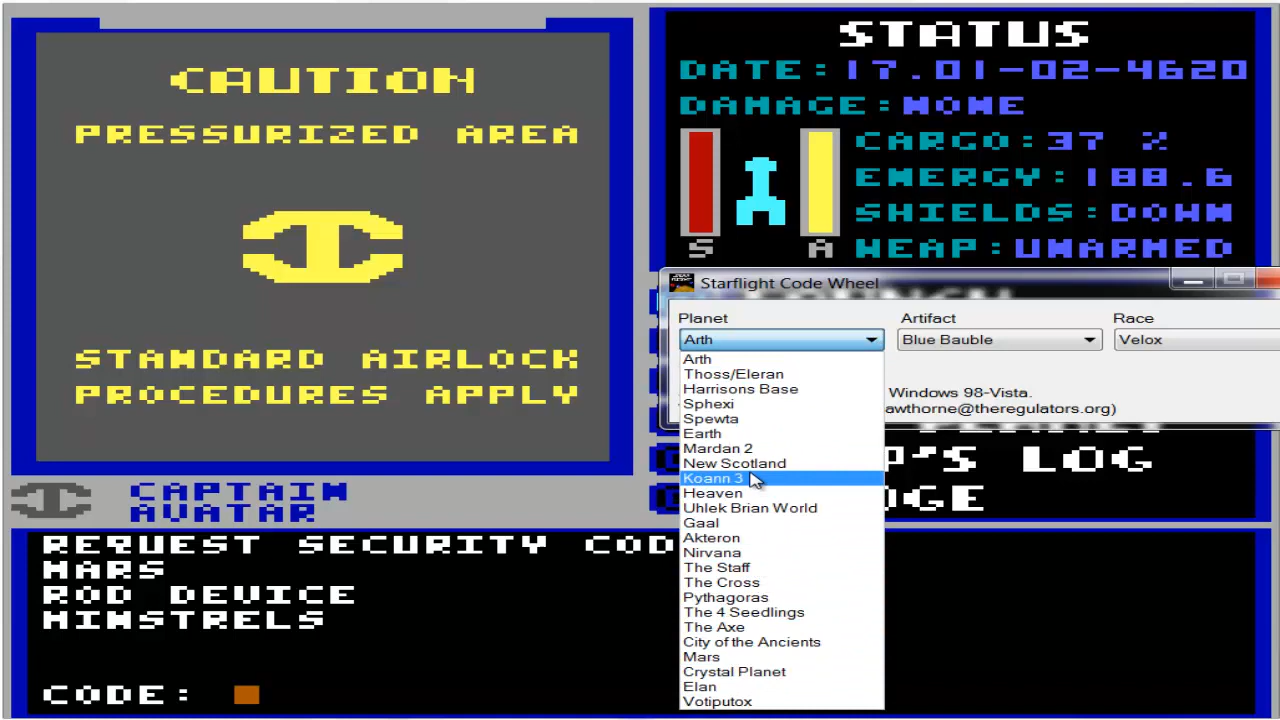 CAUTION
PRESSURIZED AREA
STANDARD AIRLOCK
PROCEDURES APPLY
CAPTAIN
AVATAR
STATUS
DATE:17.01-02-4620
DAMAGE:NONE
CARGO:37 %
ENERGY:188.6
SHIELDS:DOWN
S A WEAP:UNARMED
Starflight Code Wheel
Planet Artifact Race
Arth Blue Bauble Velox
Arth
Thoss/Eleran
Harrisons Base
Sphexi
Spewta
Earth
Mardan 2
New Scotland
Koann 3
Heaven
Uhlek Brian World
Gaal
Akteron
Nirvana
The Staff
The Cross
Pythagoras
The 4 Seedlings
The Axe
City of the Ancients
Mars
Crystal Planet
Elan
Votiputox
Windows 98-Vista.
awthorne@theregulators.org)
P'S LOG
GE
REQUEST SECURITY COD
MARS
ROD DEVICE
MINSTRELS
CODE: